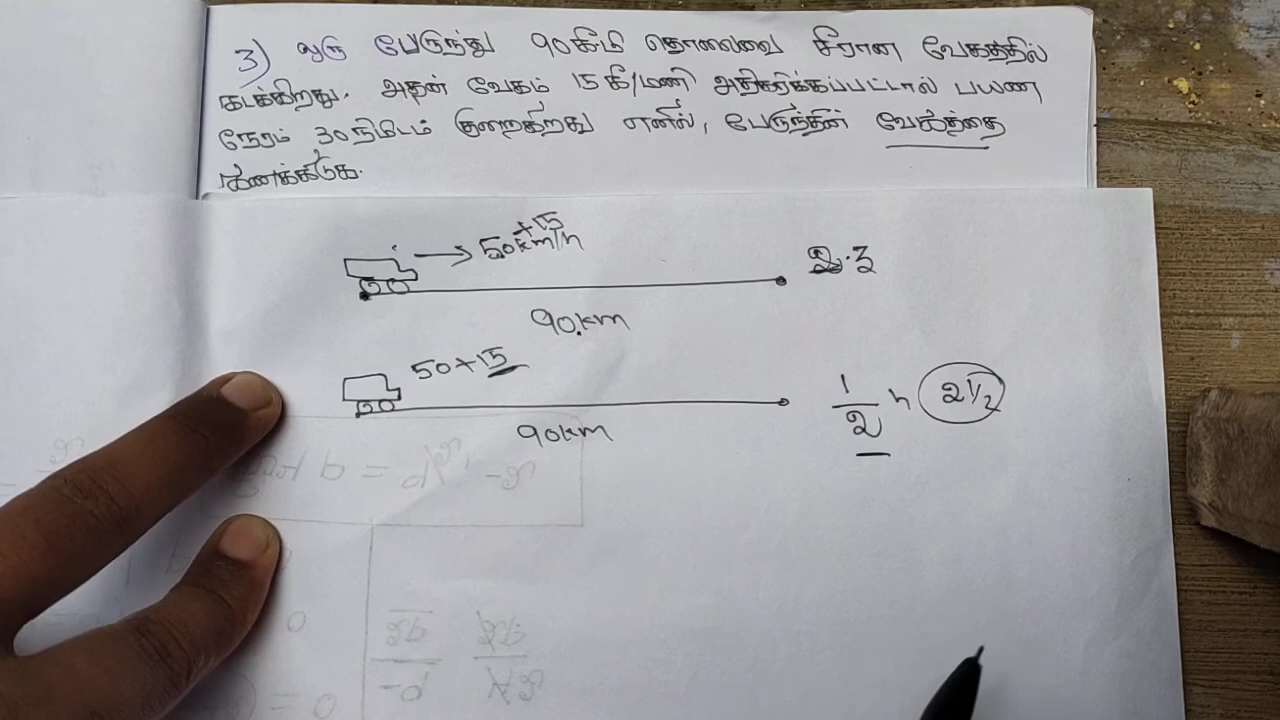 3) ஒரு பேருந்து 90கிமி தொலைவை சீரான வேகத்தில்
கடக்கிறது. அதன் வேகம் 15 கீ/மணி அதிகரிக்கப்பட்டால் பயண
நேரம் 30நிமிடம் குறைகிறது எனில், பேருந்தின் வேகத்தை
கணக்கிடுக.
+15
50km/h
2.3
90km
50+15
1/2 h 2 1/2
90km